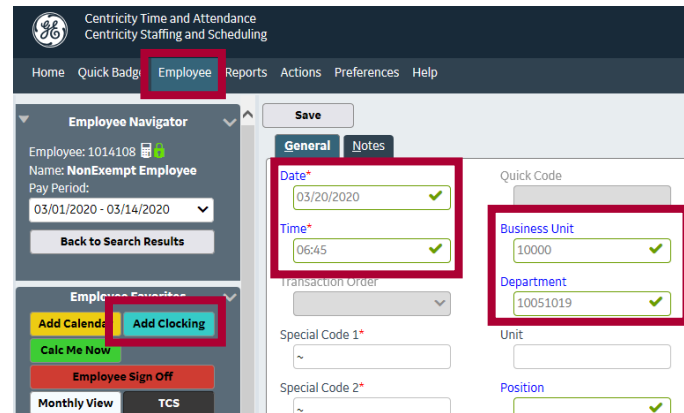 Centricity Time and Attendance
Centricity Staffing and Scheduling
Home Quick Badge Employee Reports Actions Preferences Help
Employee Navigator
Employee: 1014108
Name: NonExempt Employee
Pay Period:
03/01/2020 - 03/14/2020
Back to Search Results
Employee Favorites
Add Calendar Add Clocking
Calc Me Now
Employee Sign Off
Monthly View TCS
Save
General Notes
Date* Quick Code
03/20/2020
Time* Business Unit
06:45 10000
Transaction Order Department
10051019
Special Code 1* Unit
~
Special Code 2* Position
~